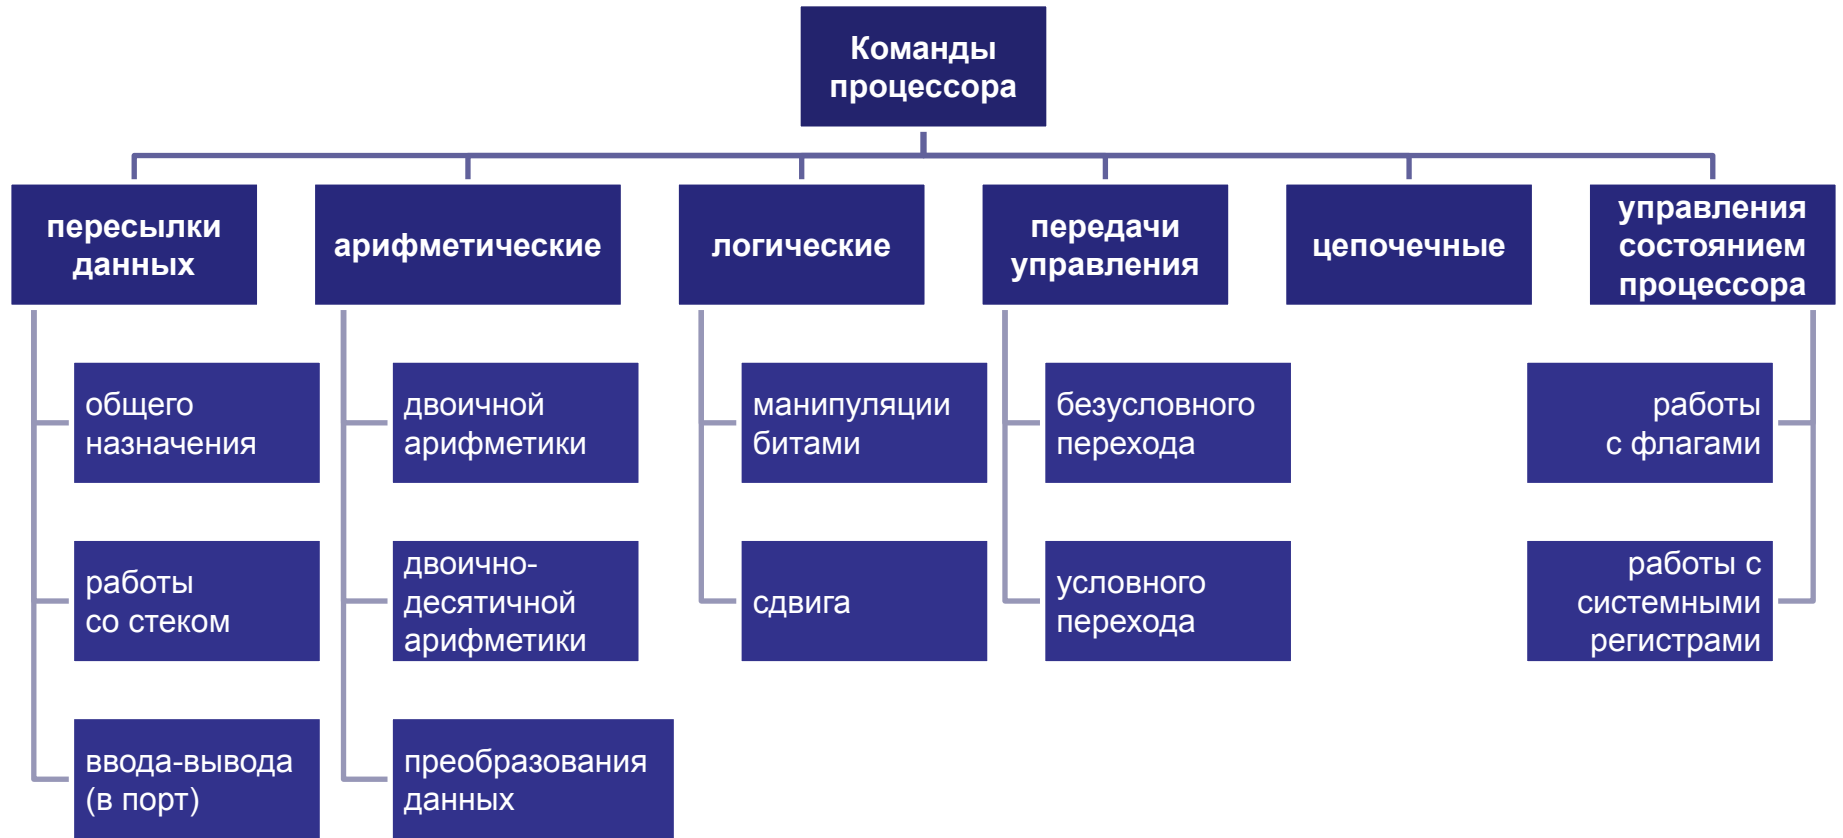 Команды
процессора
пересылки
данных
арифметические
логические
передачи
управления
цепочечные
управления
состоянием
процессора
общего
назначения
двоичной
арифметики
манипуляции
битами
безусловного
перехода
работы
с флагами
работы
со стеком
двоично-
десятичной
арифметики
сдвига
условного
перехода
работы с
системными
регистрами
ввода-вывода
(в порт)
преобразования
данных